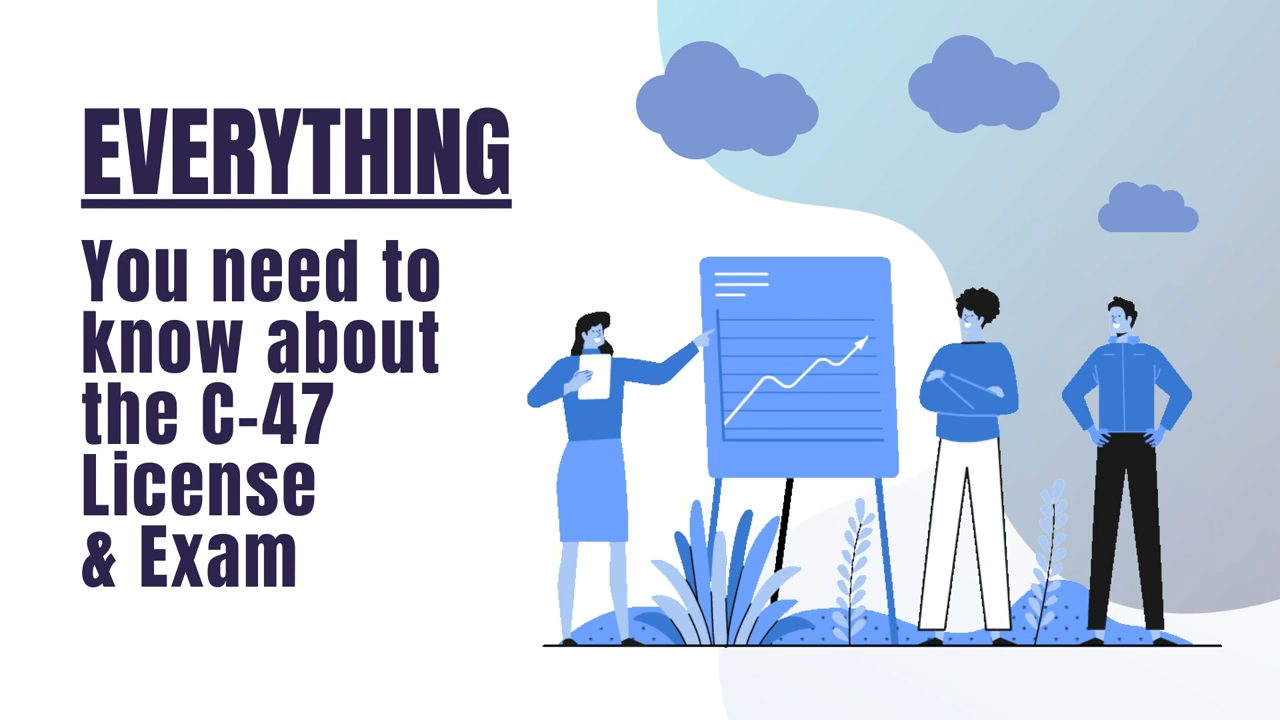 EVERYTHING
You need to
know about
the C-47
License
& Exam